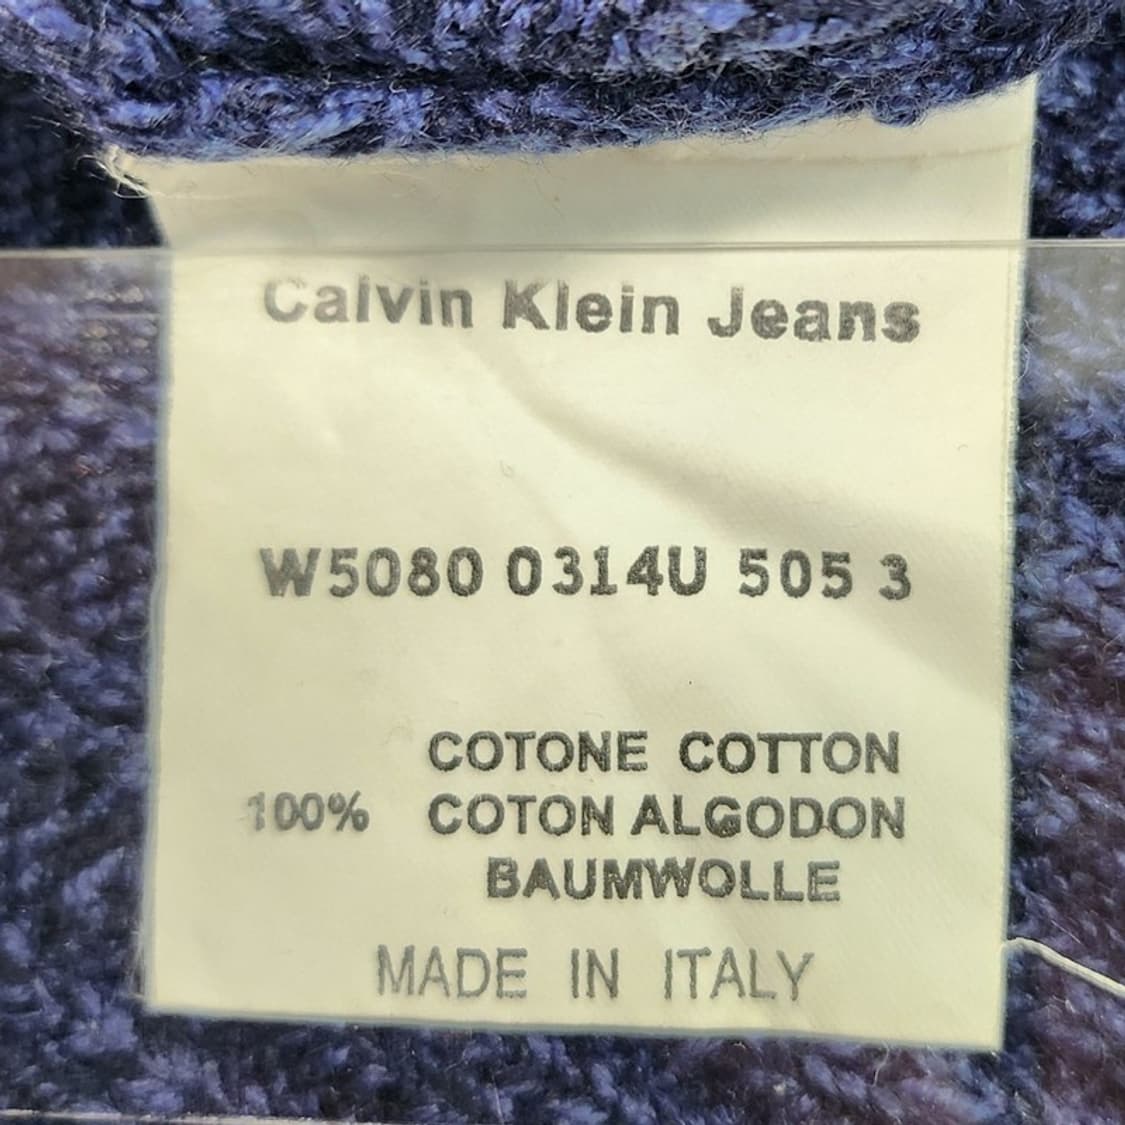 Calvin Klein Jeans
W5080 0314U 505 3
COTONE COTTON
100% COTON ALGODON
BAUMWOLLE
MADE IN ITALY